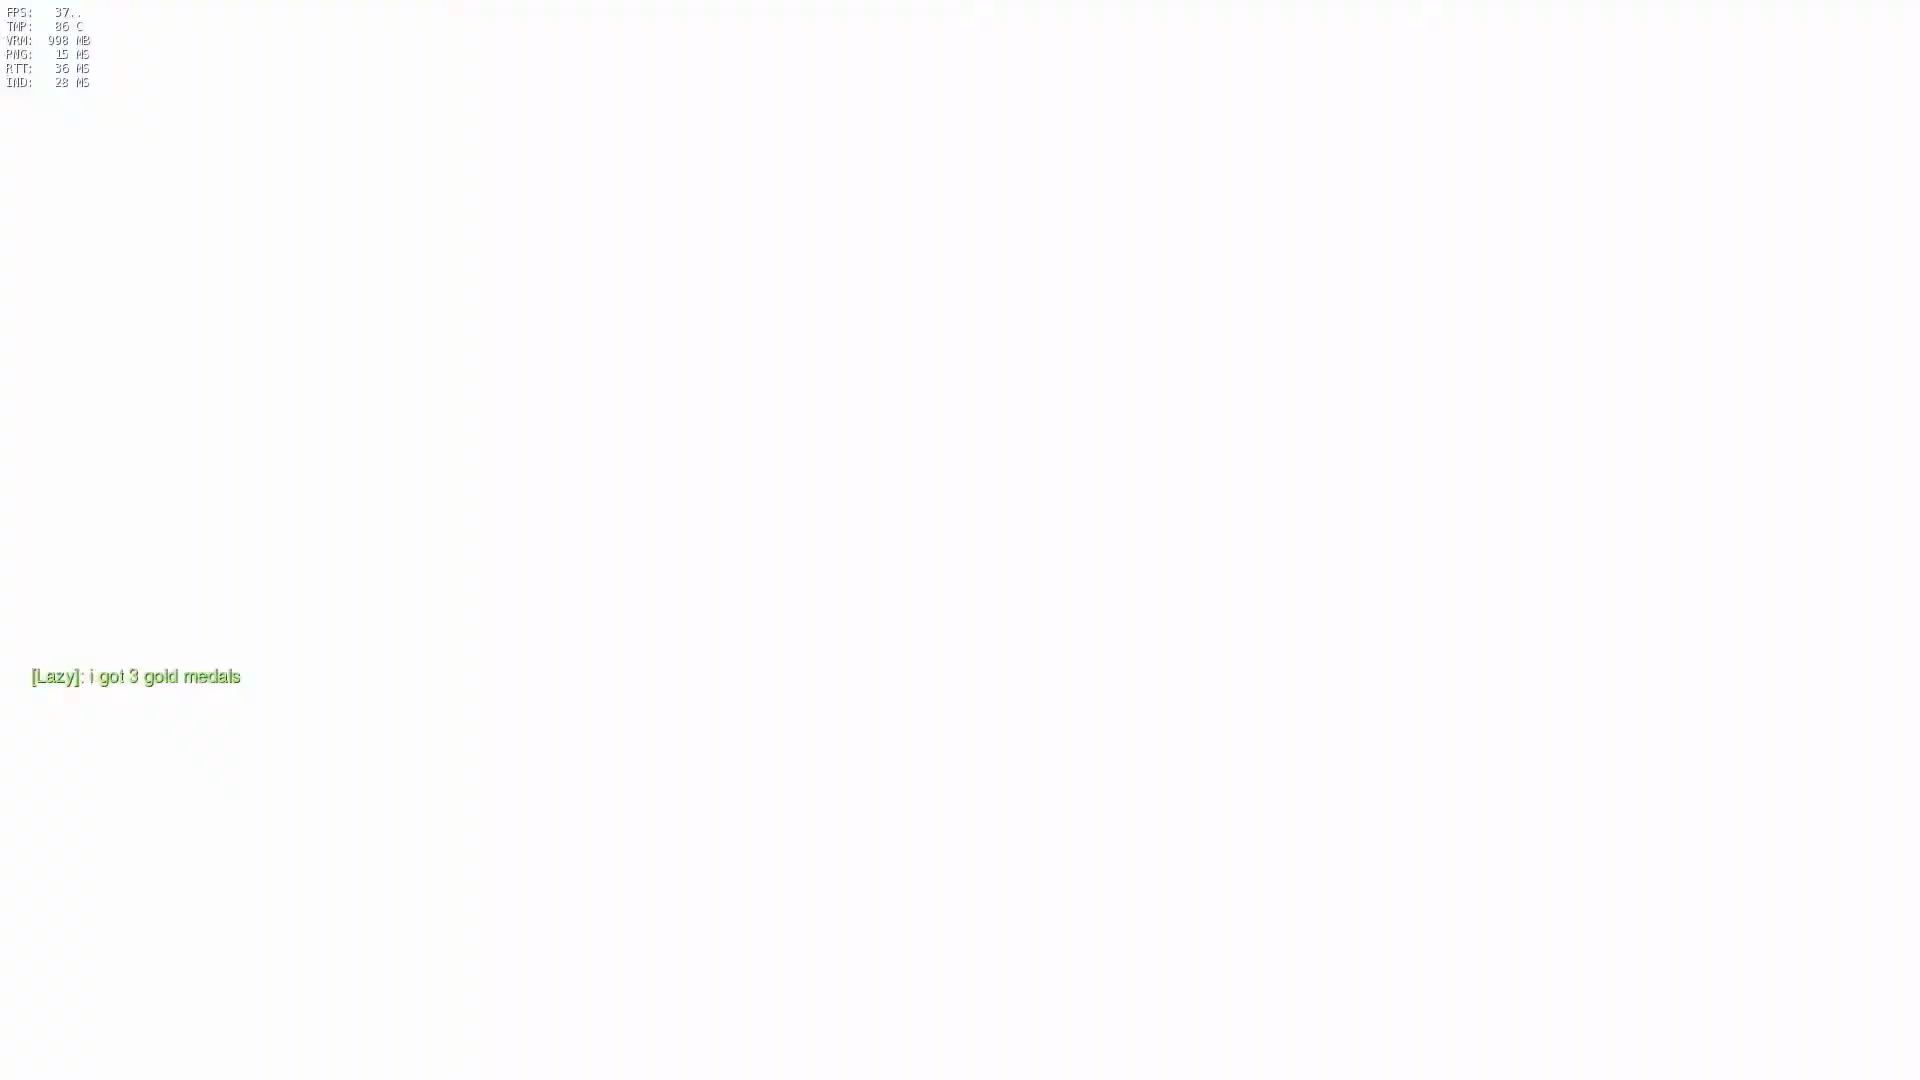 FPS: 37..
TMP: 86 C
VRM: 998 MB
PNG: 15 MS
RTT: 36 MS
IND: 28 MS
[Lazy]: i got 3 gold medals